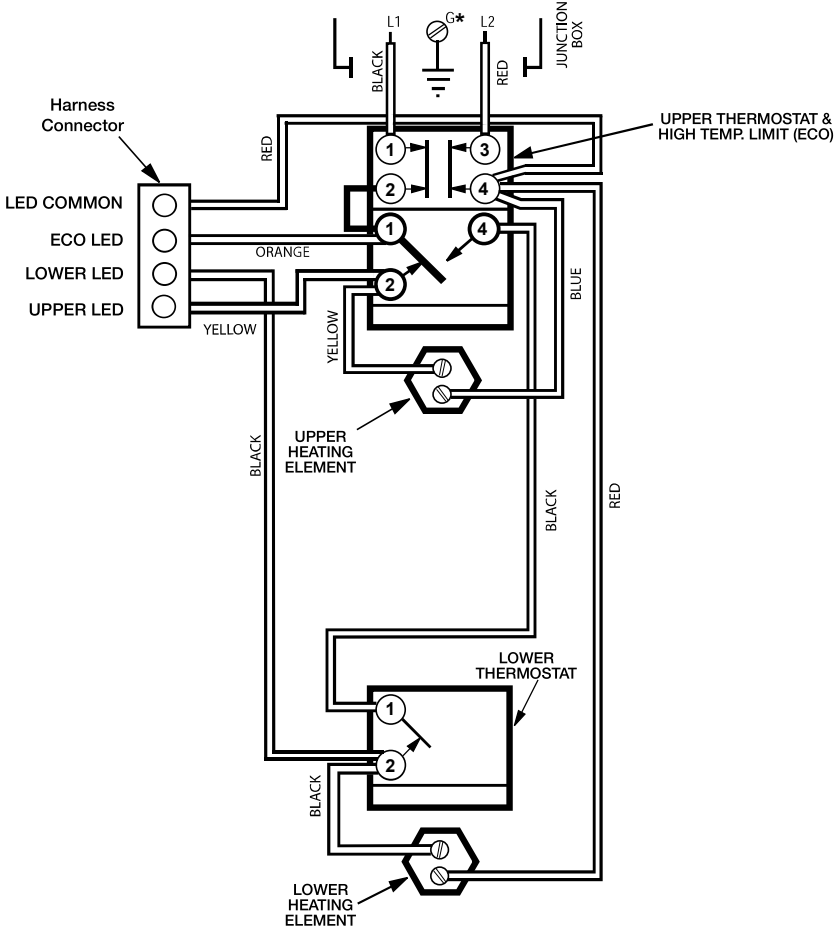 L1
G*
L2
JUNCTION
BOX
BLACK
RED
Harness
Connector
UPPER THERMOSTAT &
HIGH TEMP. LIMIT (ECO)
RED
1
3
2
4
LED COMMON
ECO LED
LOWER LED
UPPER LED
ORANGE
1
4
2
BLUE
YELLOW
YELLOW
UPPER
HEATING
ELEMENT
BLACK
BLACK
RED
LOWER
THERMOSTAT
1
2
BLACK
LOWER
HEATING
ELEMENT